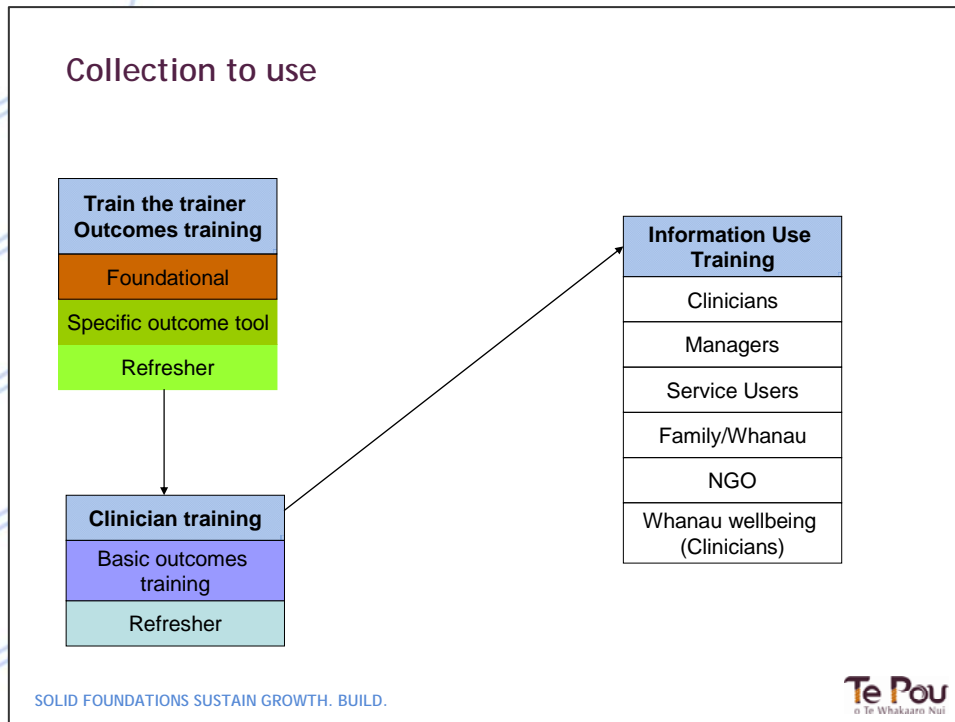 Collection to use
Train the trainer
Outcomes training
Foundational
Specific outcome tool
Refresher
Clinician training
Basic outcomes
training
Refresher
Information Use
Training
Clinicians
Managers
Service Users
Family/Whanau
NGO
Whanau wellbeing
(Clinicians)
SOLID FOUNDATIONS SUSTAIN GROWTH. BUILD.
Te Pou
o Te Whakaaro Nui